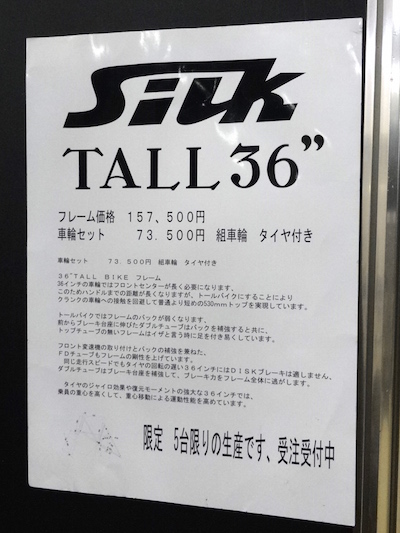 SiLK
TALL 36”
フレーム価格　157、500円
車輪セット　　73.500円　組車輪　タイヤ付き
車輪セット　　73.500円　組車輪　タイヤ付き
36"TALL BIKE フレーム
36インチの車輪ではフロントセンターが長く必要になります、
このためハンドルまでの距離が長くなりますが、トールバイクにすることにより
クランクの車輪への接触を回避して普通より短めの530mmトップを実現しています。
トールバイクではフレームのバックが弱くなります、
前からブレーキ台座に伸びたダブルチューブはバックを補強すると共に、
トップチューブの無いフレームはイザと言う時に足を付き易くしています。
フロント変速機の取り付けとバックの補強を兼ねた、
FDチューブもフレームの剛性を上げています。
同じ走行スピードでもタイヤの回転の遅い36インチにはDISKブレーキは適しません、
ダブルチューブはブレーキ台座を補強して、ブレーキ力をフレーム全体に逃がします。
タイヤのジャイロ効果や復元モーメントの強大な36インチでは、
乗員の重心を高くして、重心移動による運動性能を高めています。
限定　5台限りの生産です、受注受付中